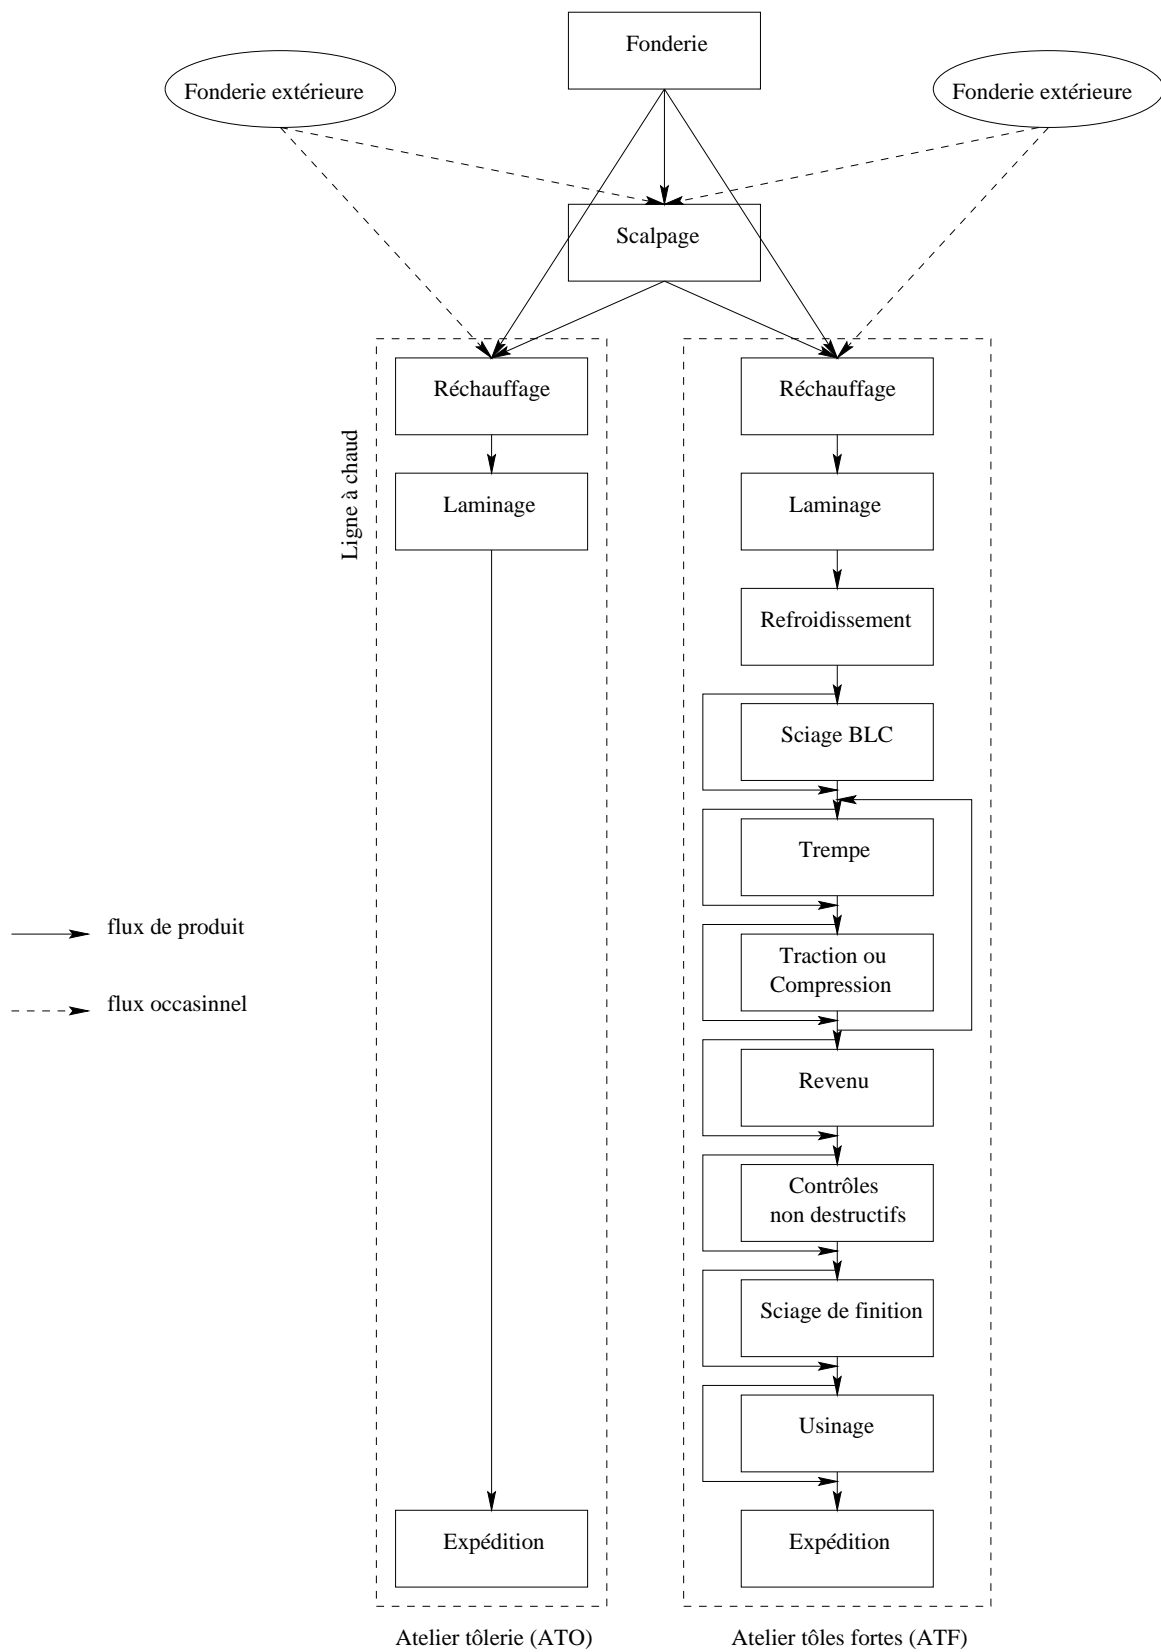 Fonderie
Fonderie extérieure
Fonderie extérieure
Scalpage
Ligne à chaud
Réchauffage
Réchauffage
Laminage
Laminage
Refroidissement
Sciage BLC
Trempe
flux de produit
Traction ou
Compression
flux occasinnel
Revenu
Contrôles
non destructifs
Sciage de finition
Usinage
Expédition
Expédition
Atelier tôlerie (ATO)
Atelier tôles fortes (ATF)